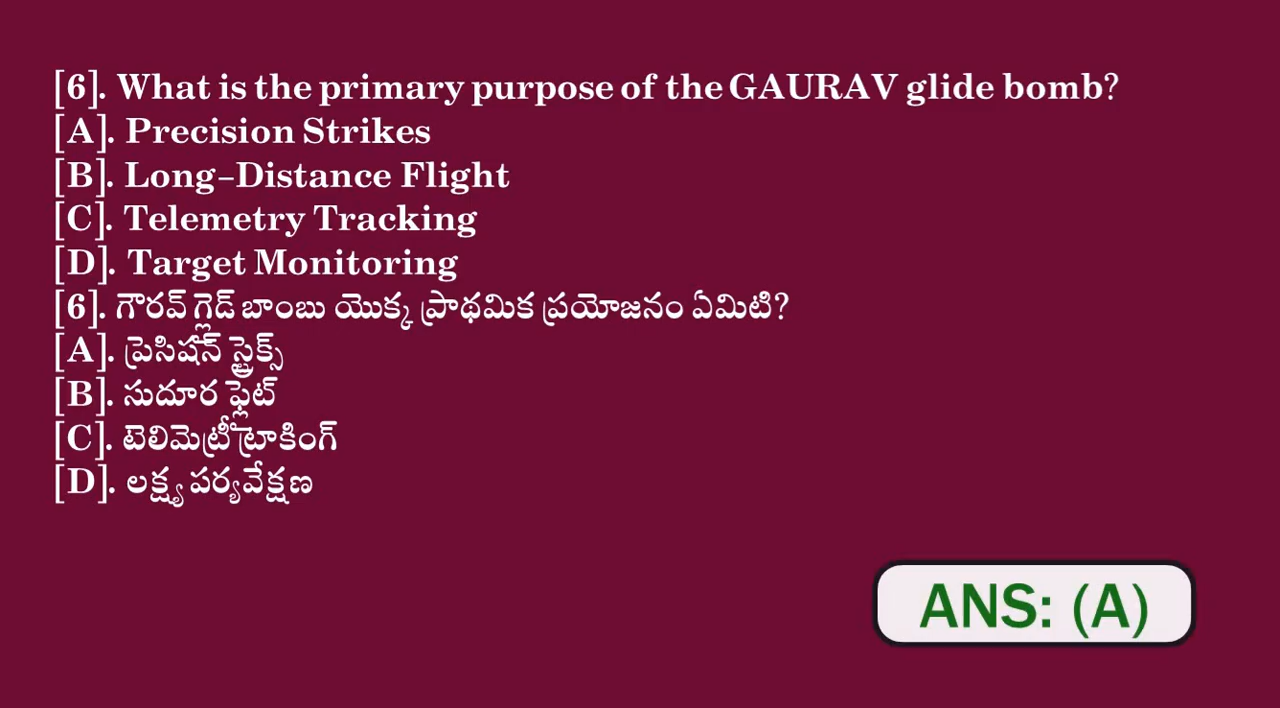 [6]. What is the primary purpose of the GAURAV glide bomb?
[A]. Precision Strikes
[B]. Long-Distance Flight
[C]. Telemetry Tracking
[D]. Target Monitoring
[6]. గౌరవ్ గ్లైడ్ బాంబు యొక్క ప్రాథమిక ప్రయోజనం ఏమిటి?
[A]. ప్రెసిషన్ స్ట్రైక్స్
[B]. సుదూర ఫ్లైట్
[C]. టెలిమెట్రీ ట్రాకింగ్
[D]. లక్ష్య పర్యవేక్షణ
ANS: (A)